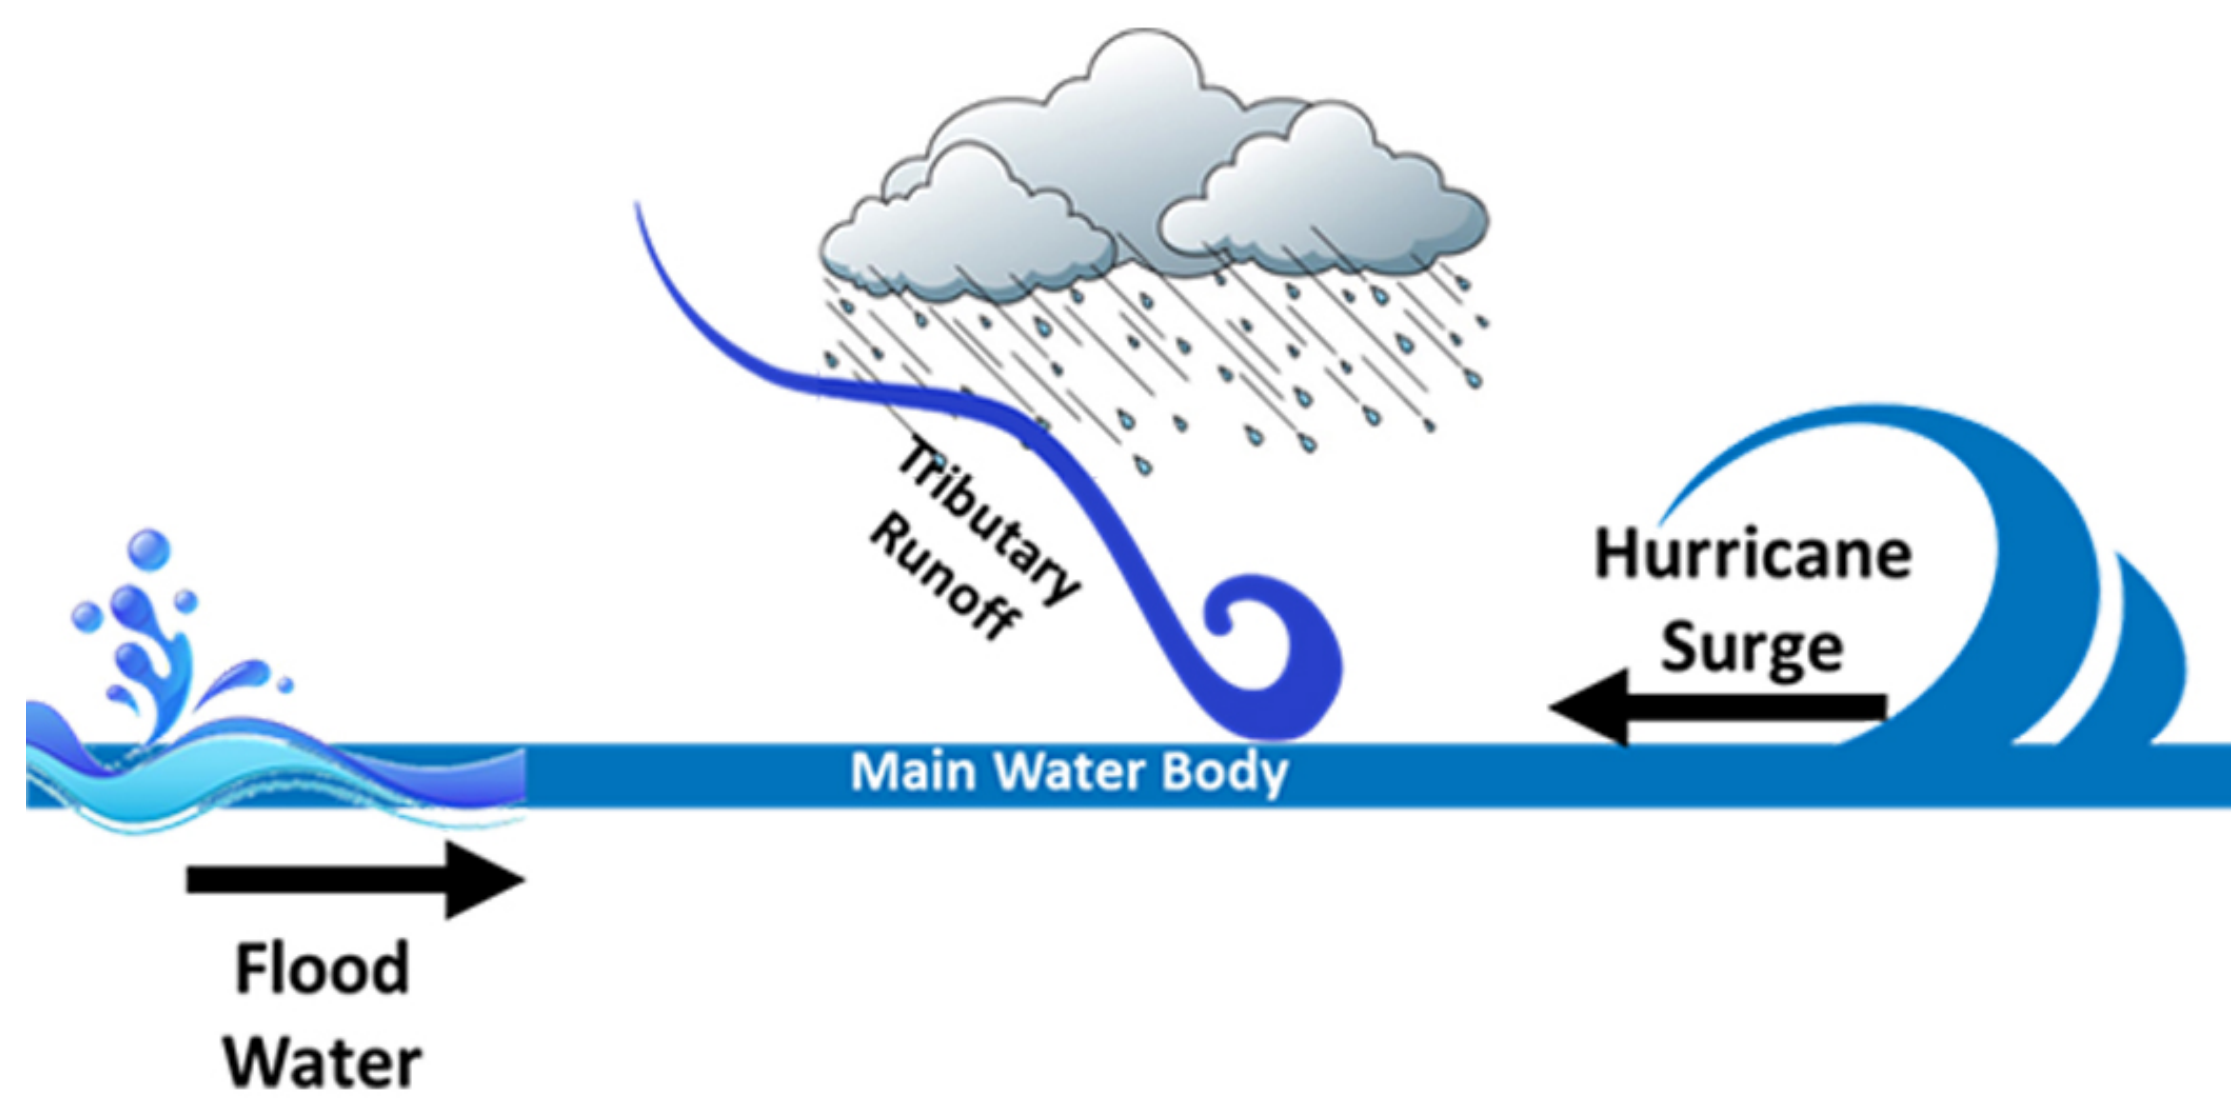 Tributary
Runoff
Hurricane
Surge
Main Water Body
Flood
Water